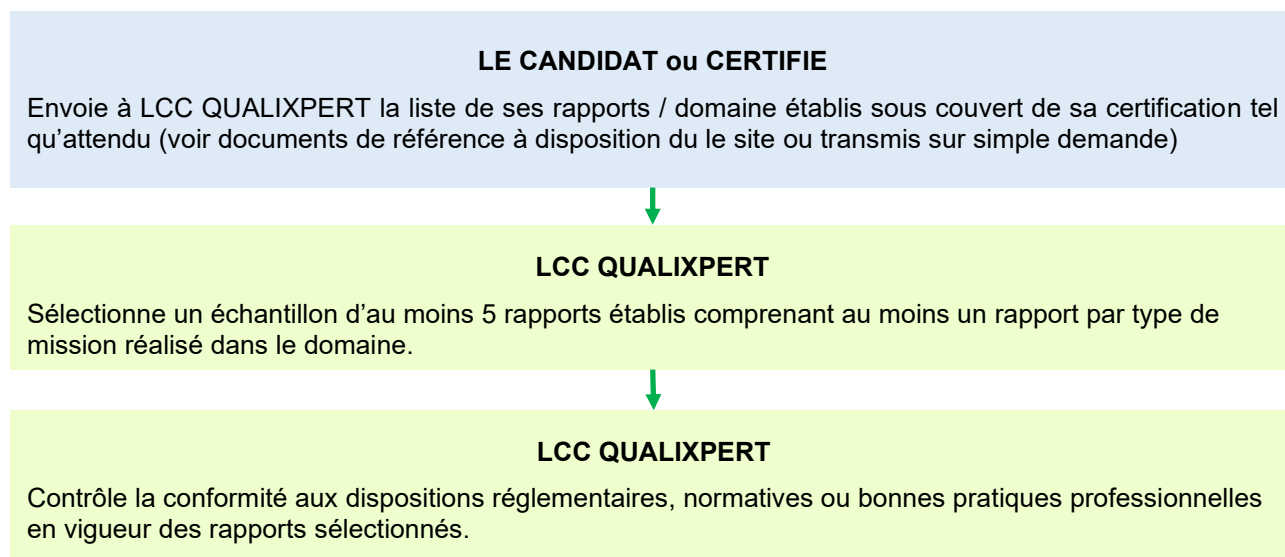 LE CANDIDAT ou CERTIFIE
Envoie à LCC QUALIXPERT la liste de ses rapports / domaine établis sous couvert de sa certification tel
qu’attendu (voir documents de référence à disposition du le site ou transmis sur simple demande)
LCC QUALIXPERT
Sélectionne un échantillon d’au moins 5 rapports établis comprenant au moins un rapport par type de
mission réalisé dans le domaine.
LCC QUALIXPERT
Contrôle la conformité aux dispositions réglementaires, normatives ou bonnes pratiques professionnelles
en vigueur des rapports sélectionnés.